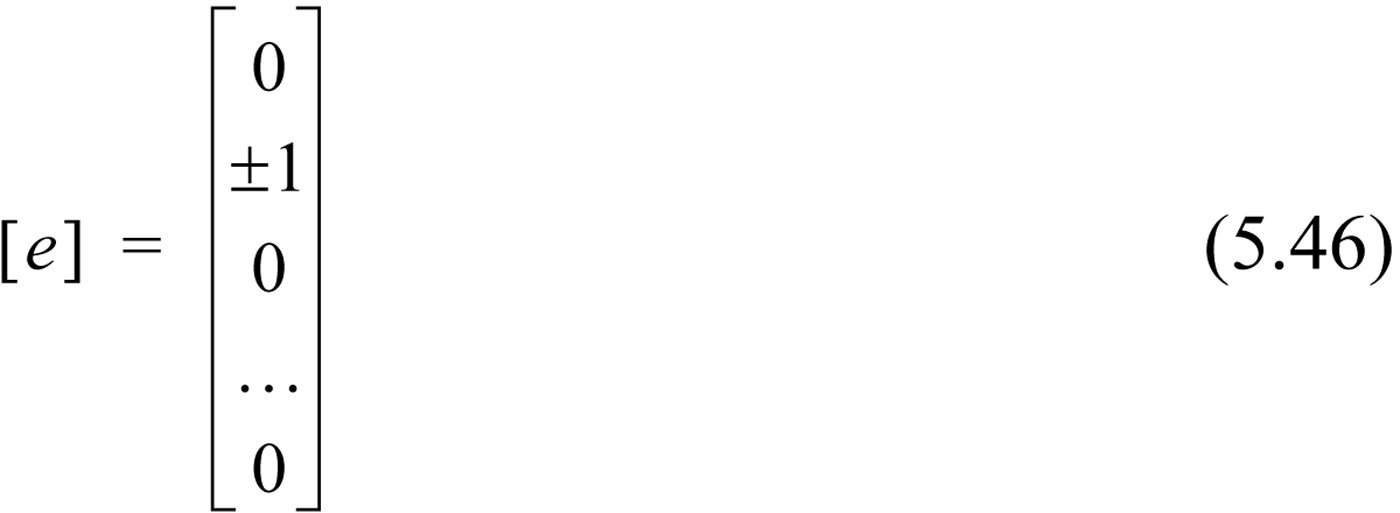 0
±1
[e] = 0 (5.46)
…
0